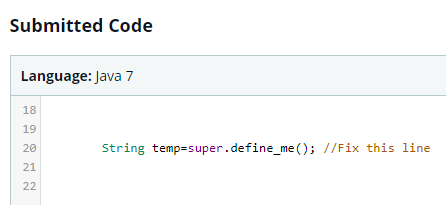 Submitted Code
Language: Java 7
18
19
20 String temp=super.define_me(); //Fix this line
21
22